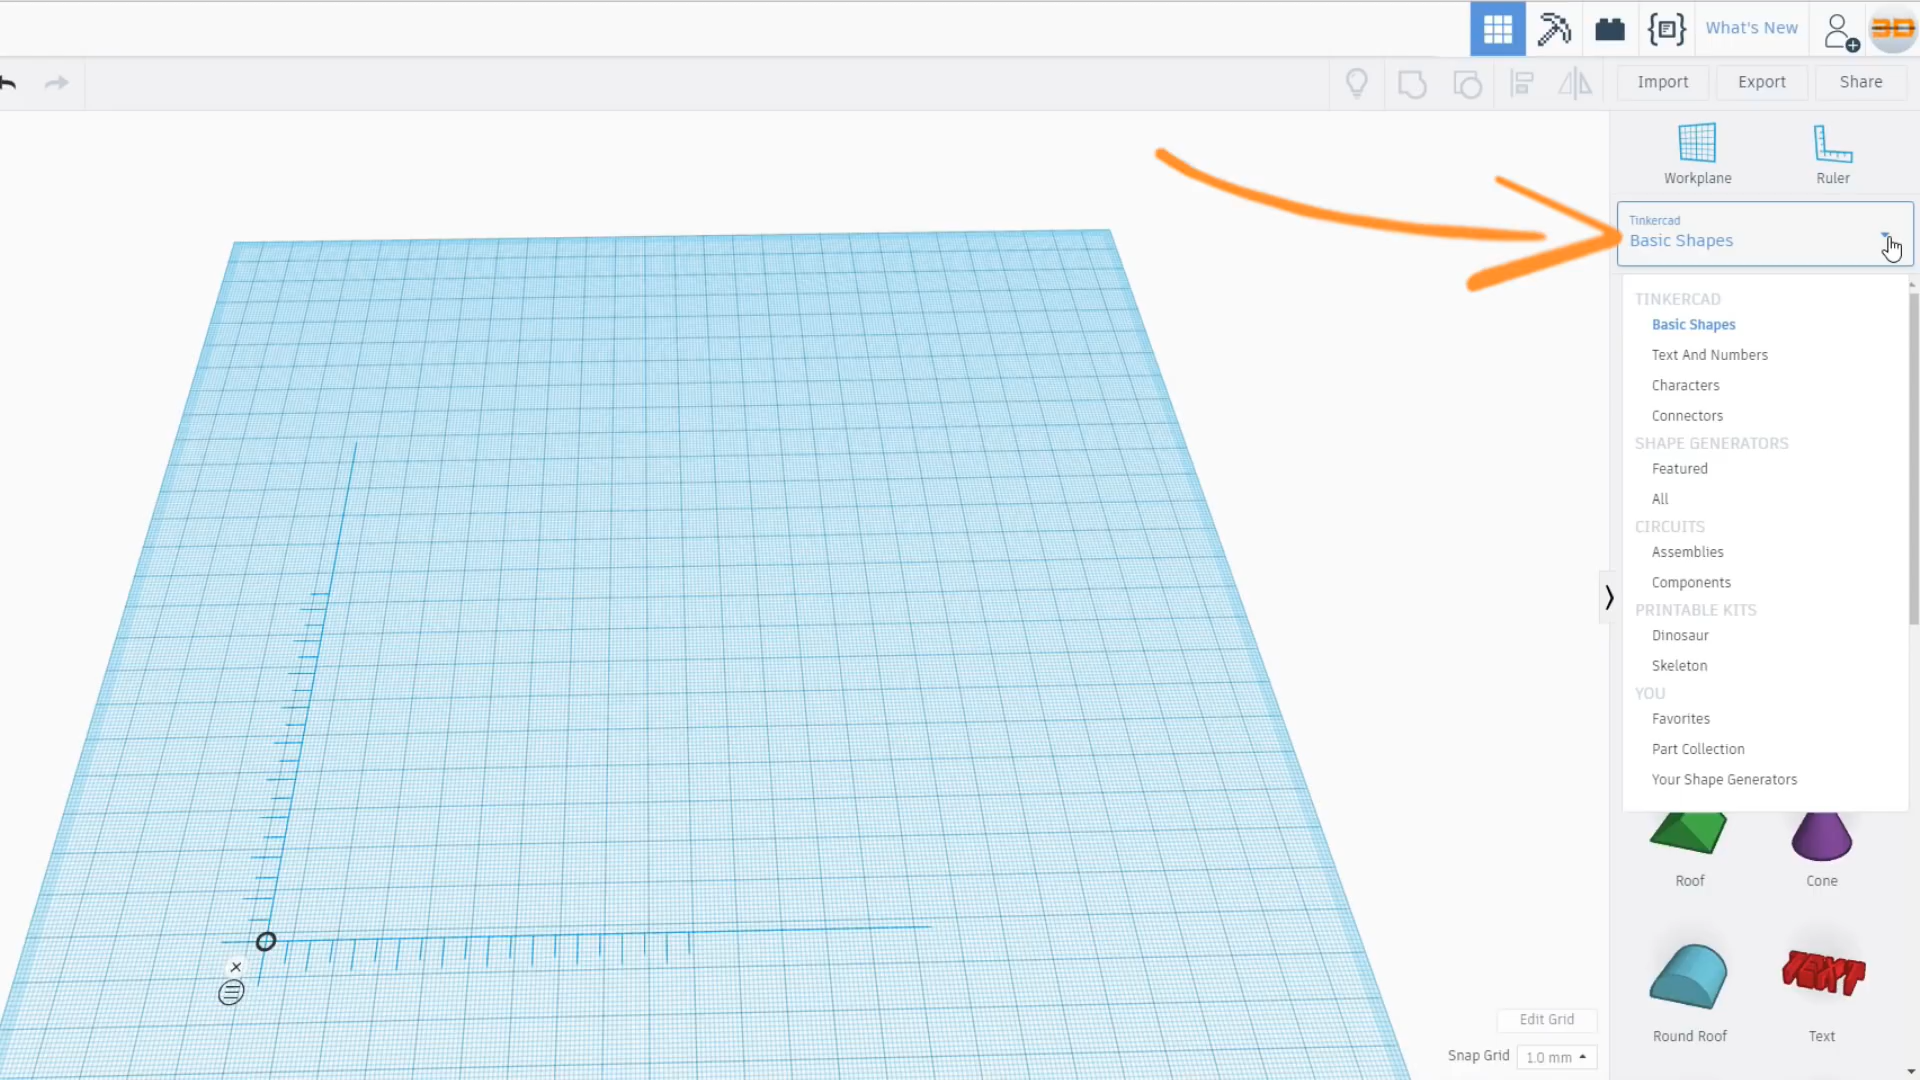 What's New
3D
Import
Export
Share
Workplane
Ruler
Tinkercad
Basic Shapes
TINKERCAD
Basic Shapes
Text And Numbers
Characters
Connectors
SHAPE GENERATORS
Featured
All
CIRCUITS
Assemblies
Components
PRINTABLE KITS
Dinosaur
Skeleton
YOU
Favorites
Part Collection
Your Shape Generators
Roof
Cone
TEXT
Round Roof
Text
Edit Grid
Snap Grid
1.0 mm